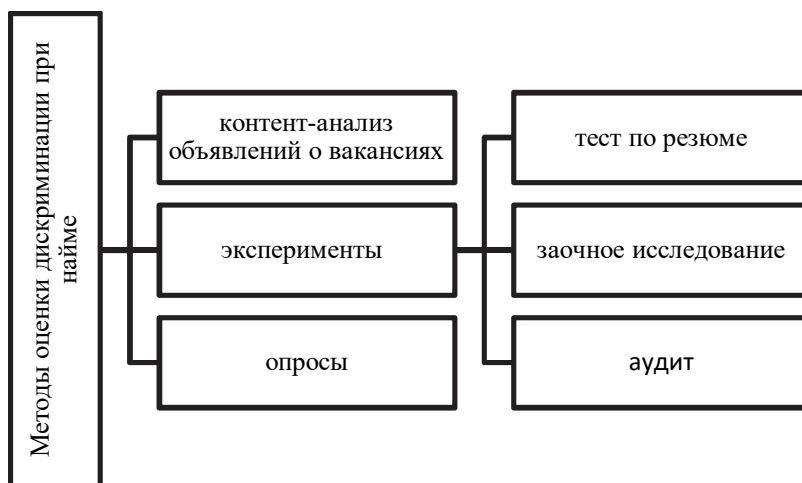 Методы оценки дискриминации при
найме
контент-анализ
объявлений о вакансиях
эксперименты
опросы
тест по резюме
заочное исследование
аудит